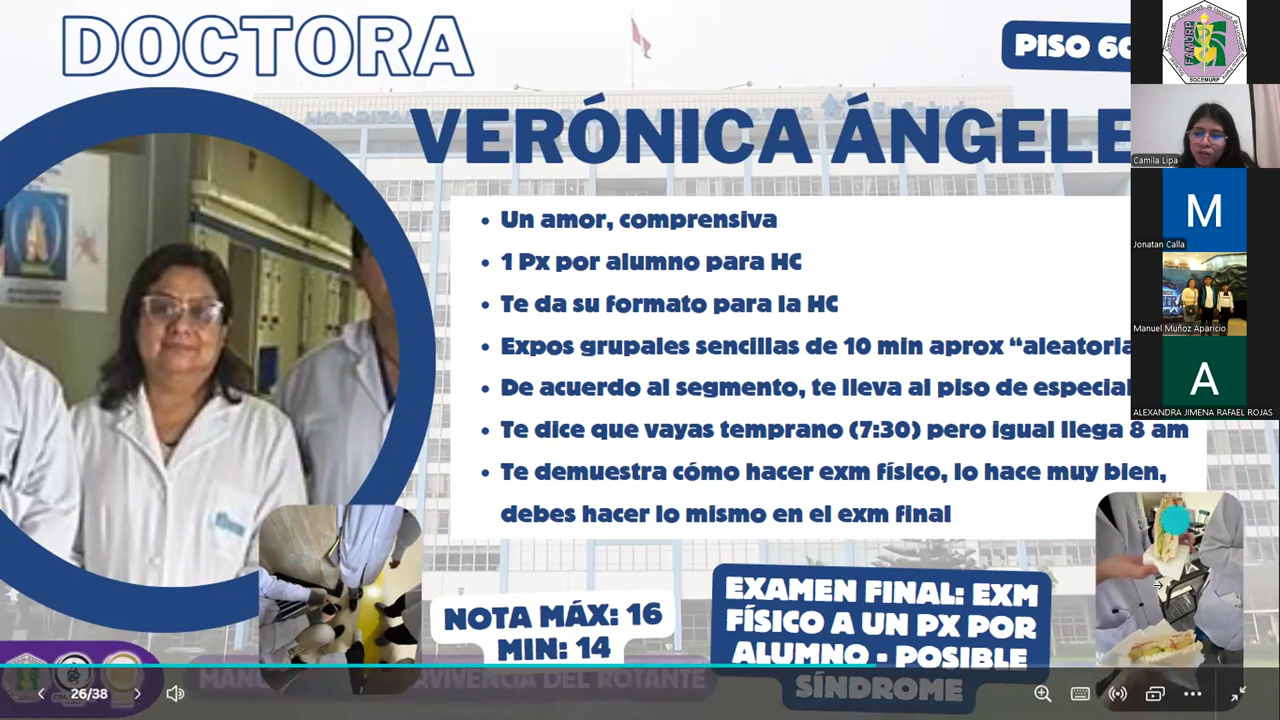 DOCTORA
PISO 60
VERÓNICA ÁNGELE
• Un amor, comprensiva
• 1 Px por alumno para HC
• Te da su formato para la HC
• Expos grupales sencillas de 10 min aprox “aleatoria
• De acuerdo al segmento, te lleva al piso de especial
• Te dice que vayas temprano (7:30) pero igual llega 8 am
• Te demuestra cómo hacer exm físico, lo hace muy bien,
debes hacer lo mismo en el exm final
NOTA MÁX: 16
MIN: 14
EXAMEN FINAL: EXM
FÍSICO A UN PX POR
ALUMNO - POSIBLE
SÍNDROME
DEL ROTANTE
26/38
FAMURP
SOCEMURP
Camila Lipa
M
Jonatan Calla
Manuel Muñoz Aparicio
A
ALEXANDRA JIMENA RAFAEL ROJAS